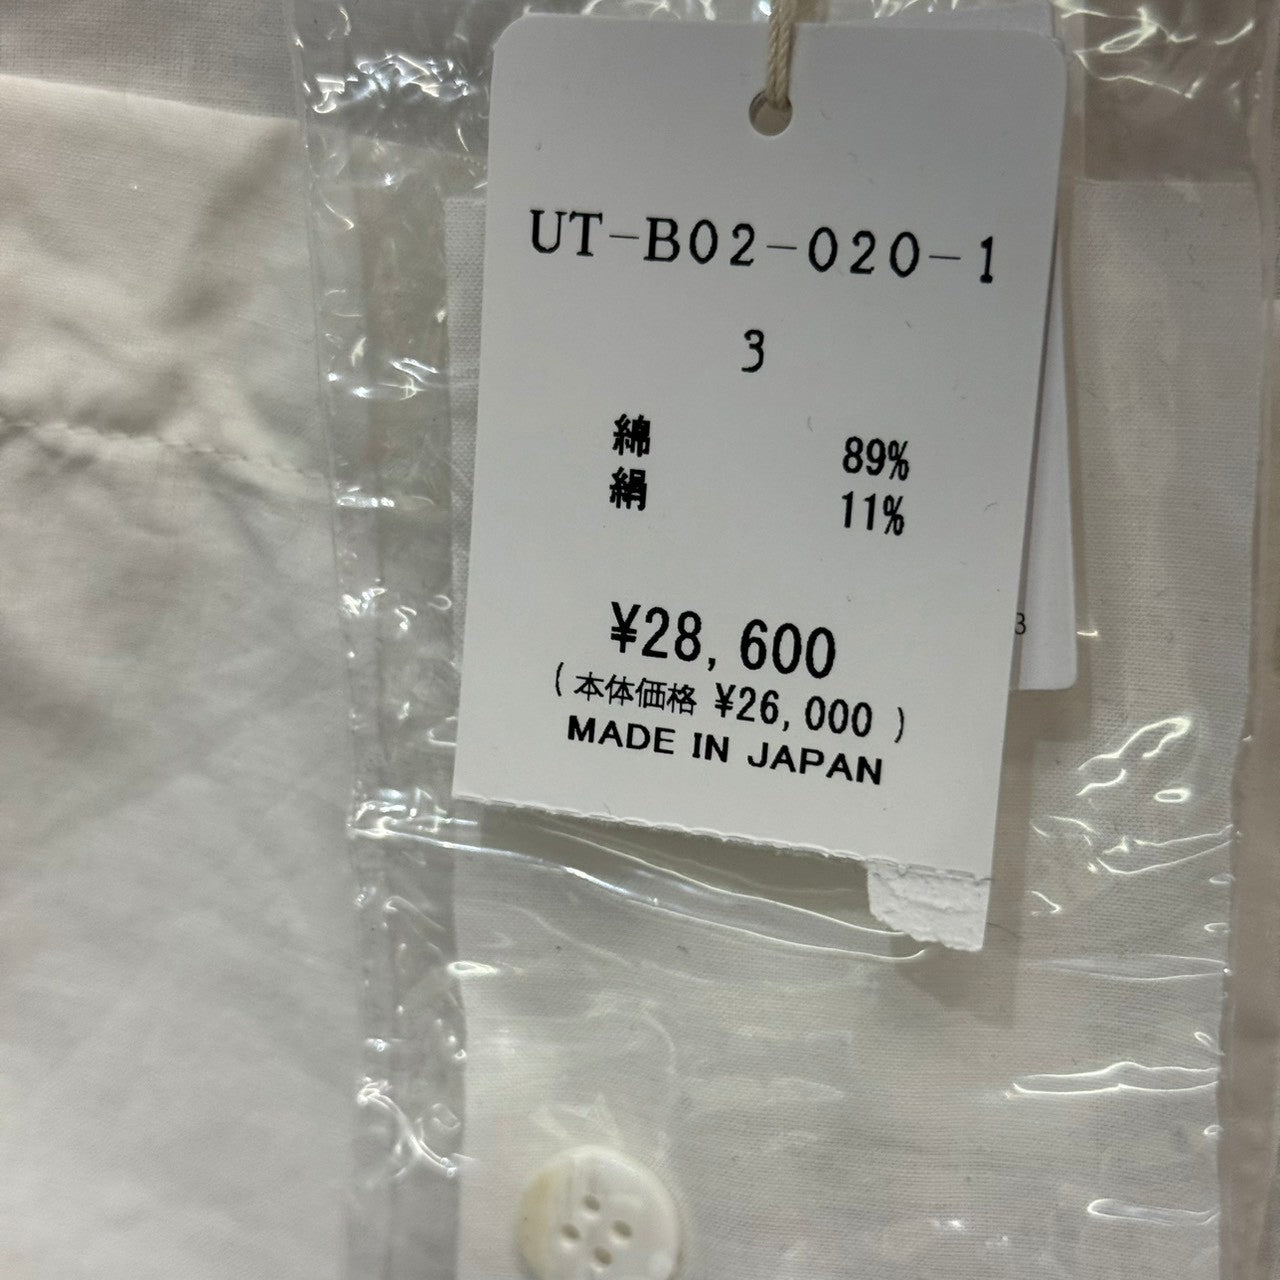 UT-B02-020-1
3
綿 89%
絹 11%
¥28,600
(本体価格 ¥26,000)
MADE IN JAPAN
3